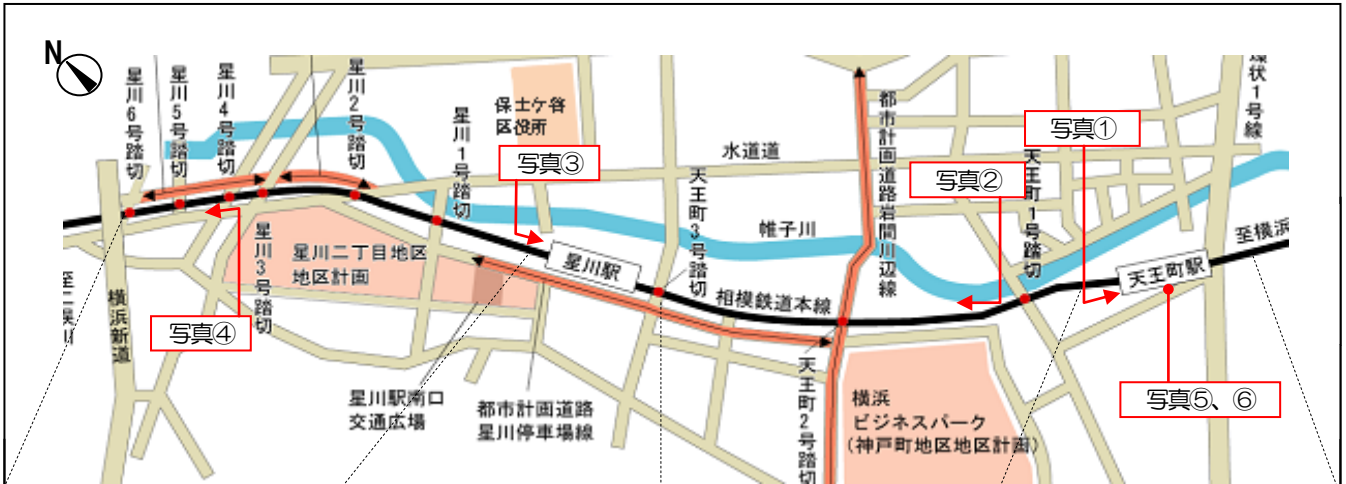 N
星川6号踏切
星川5号踏切
星川4号踏切
星川2号踏切
星川1号踏切
保土ケ谷
区役所
写真③
水道道
天王町3号踏切
都市計画道路岩間川辺線
写真①
写真②
天王町1号踏切
環状1号線
帷子川
至横浜
天王町駅
星川駅
相模鉄道本線
星川3号踏切
星川二丁目地区
地区計画
至二俣川
横浜新道
写真④
星川駅南口
交通広場
都市計画道路
星川停車場線
天王町2号踏切
横浜
ビジネスパーク
(神戸町地区地区計画)
写真⑤、⑥